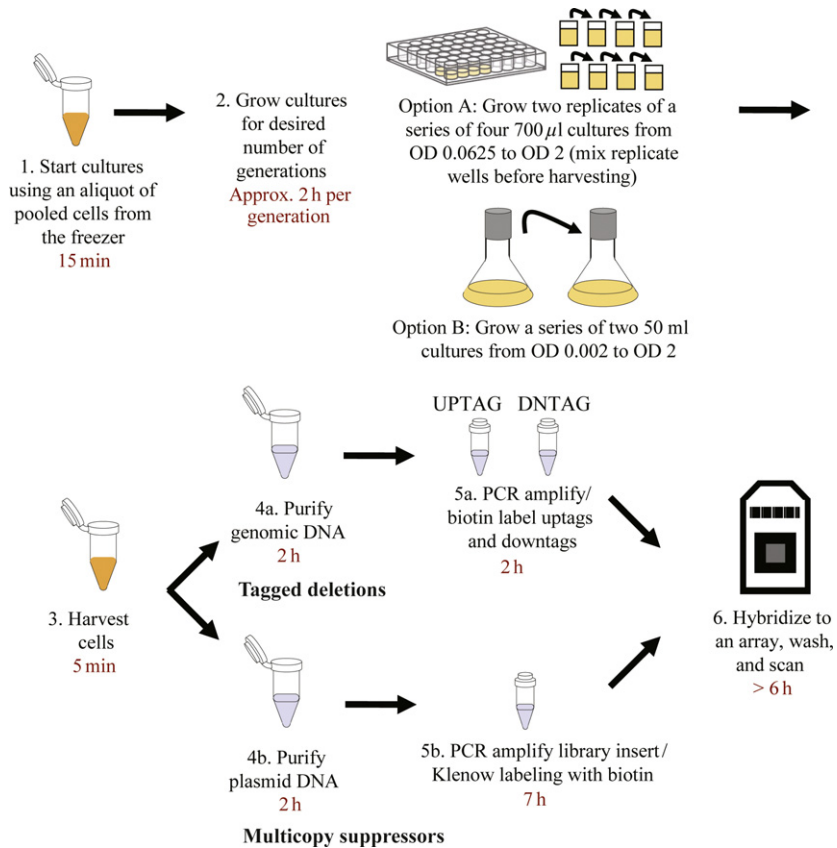 1. Start cultures
using an aliquot of
pooled cells from
the freezer
15 min
2. Grow cultures
for desired
number of
generations
Approx. 2 h per
generation
Option A: Grow two replicates of a
series of four 700 μl cultures from
OD 0.0625 to OD 2 (mix replicate
wells before harvesting)
Option B: Grow a series of two 50 ml
cultures from OD 0.002 to OD 2
3. Harvest
cells
5 min
4a. Purify
genomic DNA
2 h
Tagged deletions
UPTAG DNTAG
5a. PCR amplify/
biotin label uptags
and downtags
2 h
4b. Purify
plasmid DNA
2 h
Multicopy suppressors
5b. PCR amplify library insert/
Klenow labeling with biotin
7 h
6. Hybridize to
an array, wash,
and scan
> 6 h